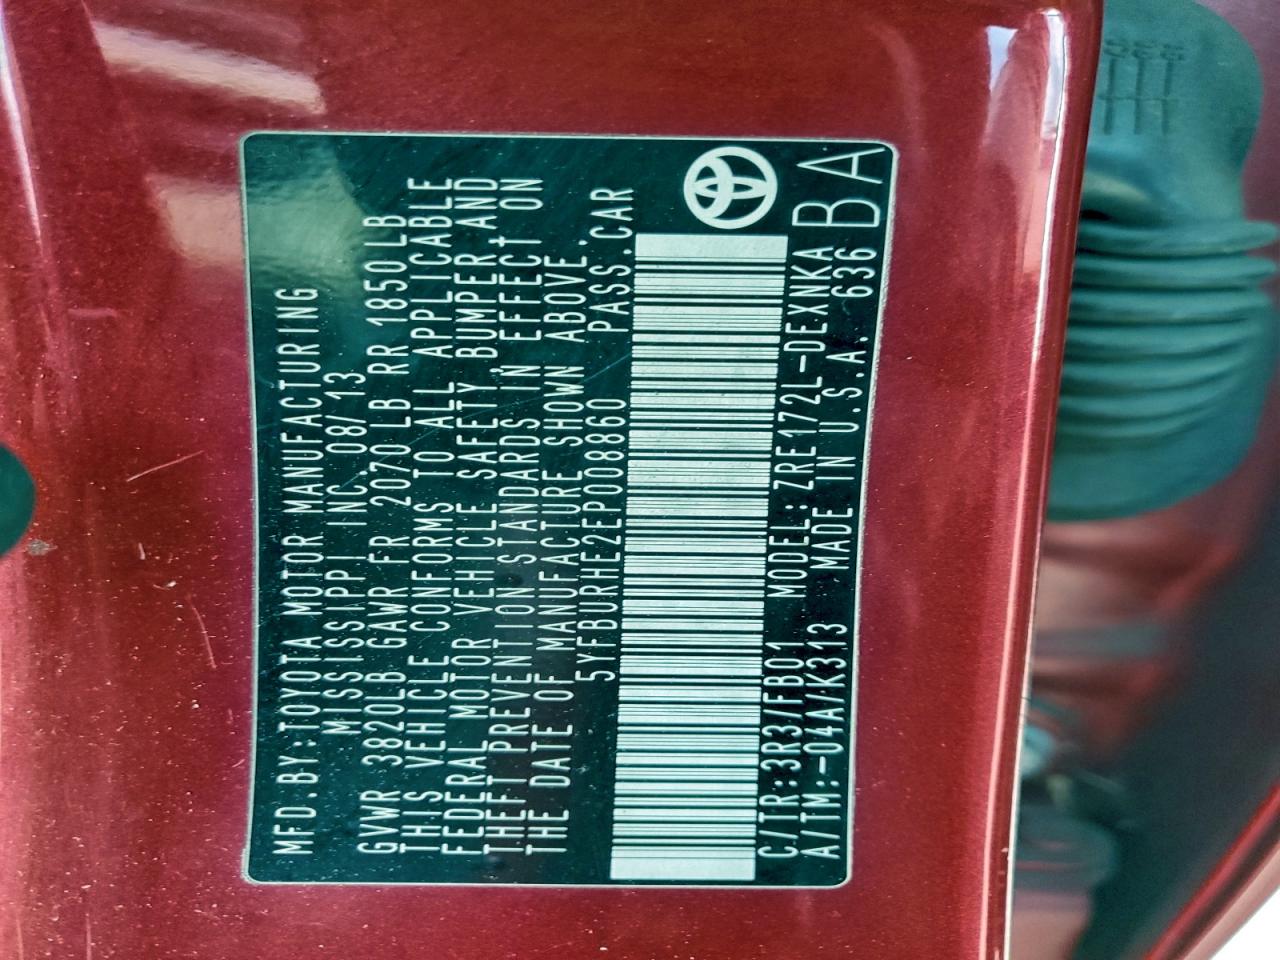 MFD.BY:TOYOTA MOTOR MANUFACTURING
MISSISSIPPI INC. 08/13
GVWR 3820LB GAWR FR 2070LB RR 1850LB
THIS VEHICLE CONFORMS TO ALL APPLICABLE
FEDERAL MOTOR VEHICLE SAFETY, BUMPER, AND
THEFT PREVENTION STANDARDS IN EFFECT ON
THE DATE OF MANUFACTURE SHOWN ABOVE.
5YFBURHE2EP008860 PASS.CAR
C/TR:3R3/FB01 MODEL:ZRE172L-DEXNKA
A/TM:-04A/K313 MADE IN U.S.A. 636
BA